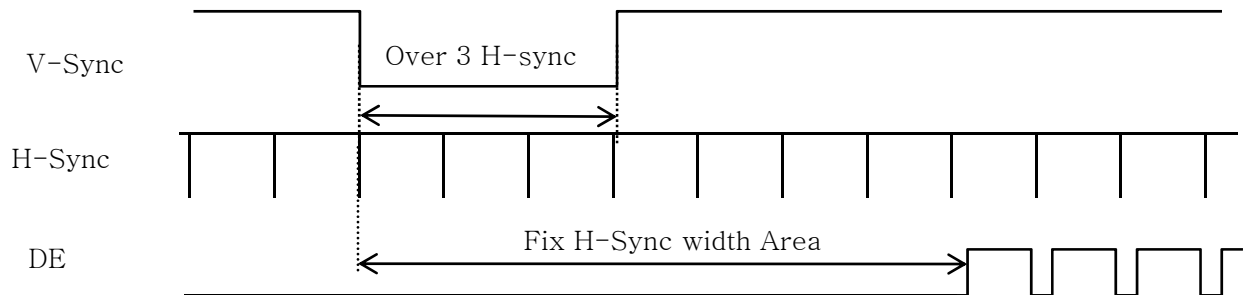 V-Sync
Over 3 H-sync
H-Sync
Fix H-Sync width Area
DE